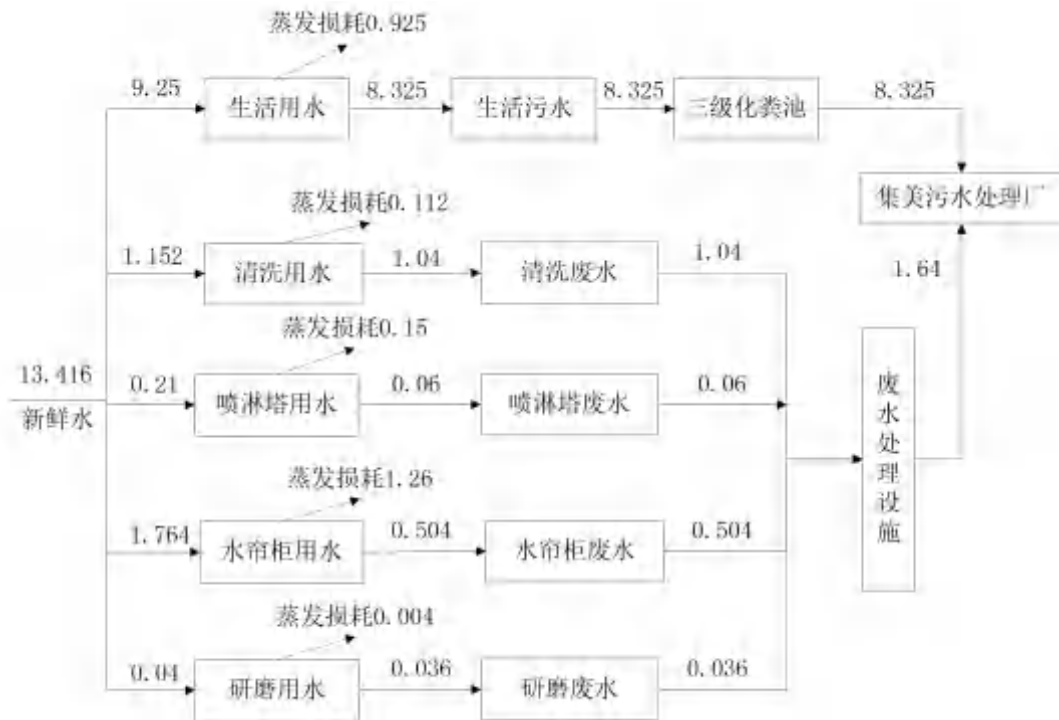 蒸发损耗0.925
9.25
生活用水
8.325
生活污水
8.325
三级化粪池
8.325
集美污水处理厂
蒸发损耗0.112
1.152
清洗用水
1.04
清洗废水
1.04
1.64
蒸发损耗0.15
13.416
新鲜水
0.21
喷淋塔用水
0.06
喷淋塔废水
0.06
废水处理设施
蒸发损耗1.26
1.764
水帘柜用水
0.504
水帘柜废水
0.504
蒸发损耗0.004
0.04
研磨用水
0.036
研磨废水
0.036